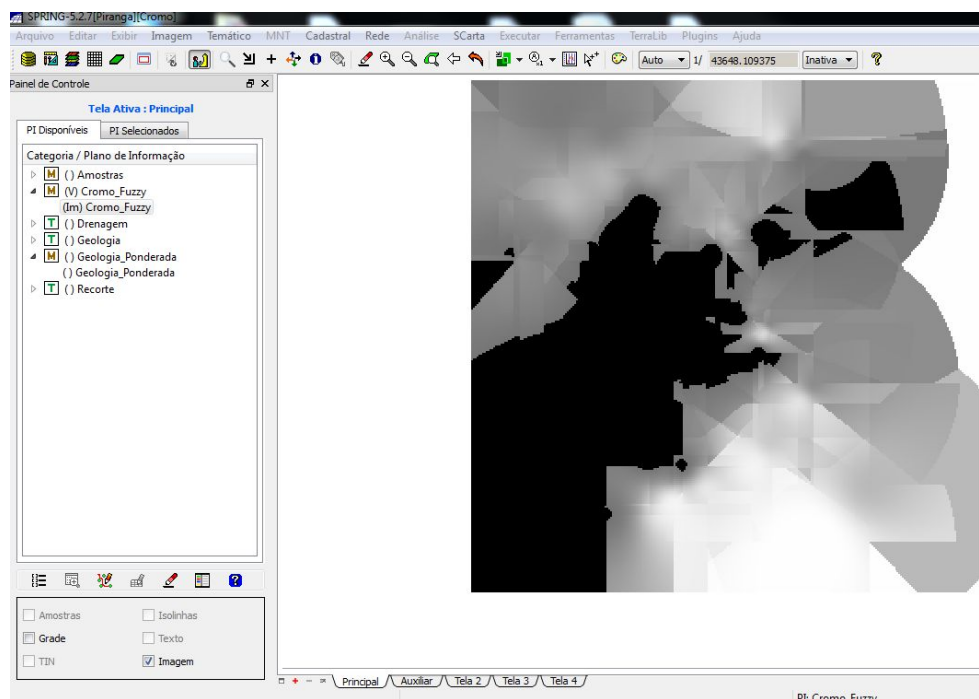 SPRING-5.2.7[Piranga][Cromo]
Arquivo Editar Exibir Imagem Temático MNT Cadastral Rede Análise SCarta Executar Ferramentas TerraLib Plugins Ajuda
Auto 1/ 43648.109375 Inativa
Painel de Controle
Tela Ativa : Principal
PI Disponíveis PI Selecionados
Categoria / Plano de Informação
M () Amostras
M (V) Cromo_Fuzzy
(Im) Cromo_Fuzzy
T () Drenagem
T () Geologia
M () Geologia_Ponderada
() Geologia_Ponderada
T () Recorte
Amostras Isolinhas
Grade Texto
TIN Imagem
Principal Auxiliar Tela 2 Tela 3 Tela 4
PI: Cromo_Fuzzy